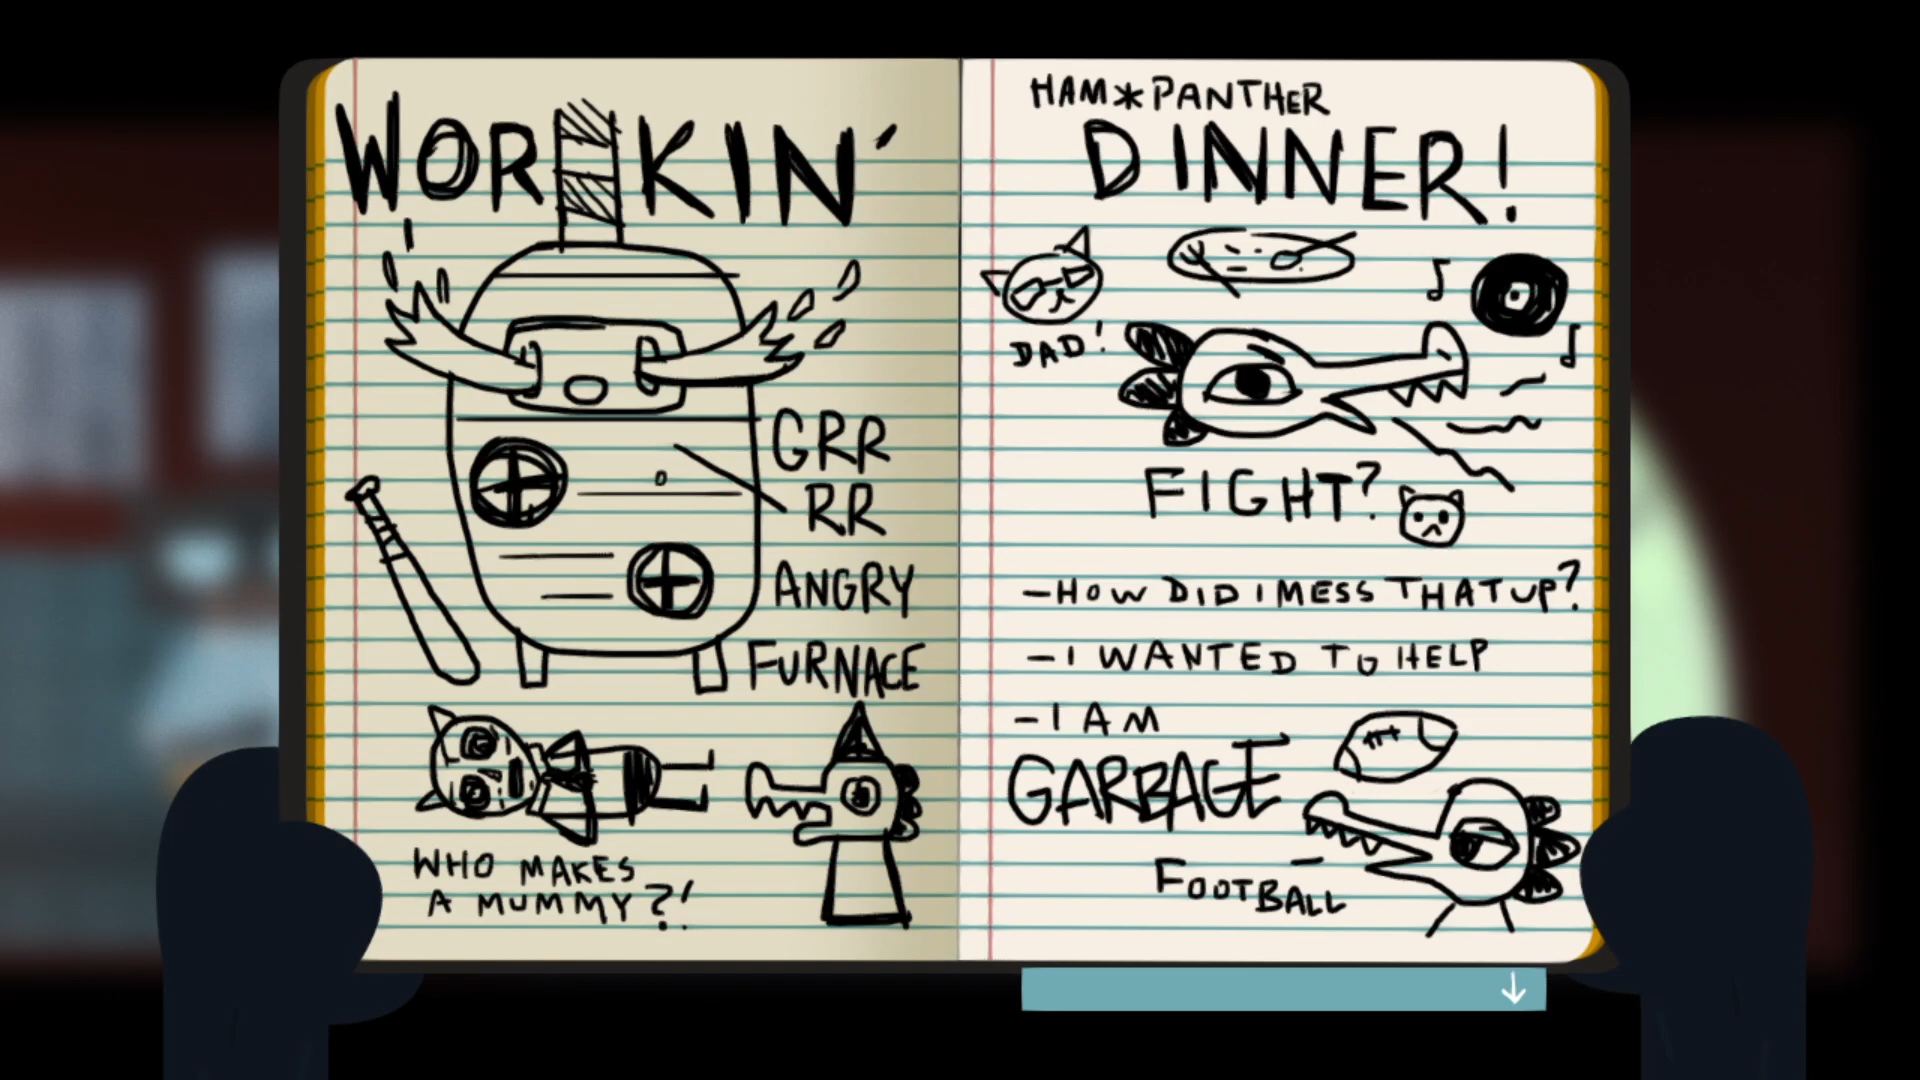 WORKIN'
GRR
RR
ANGRY
FURNACE
WHO MAKES
A MUMMY?!
HAM*PANTHER
DINNER!
DAD!
FIGHT?
-HOW DID I MESS THAT UP?
-I WANTED TO HELP
-I AM
GARBAGE
-
FOOTBALL